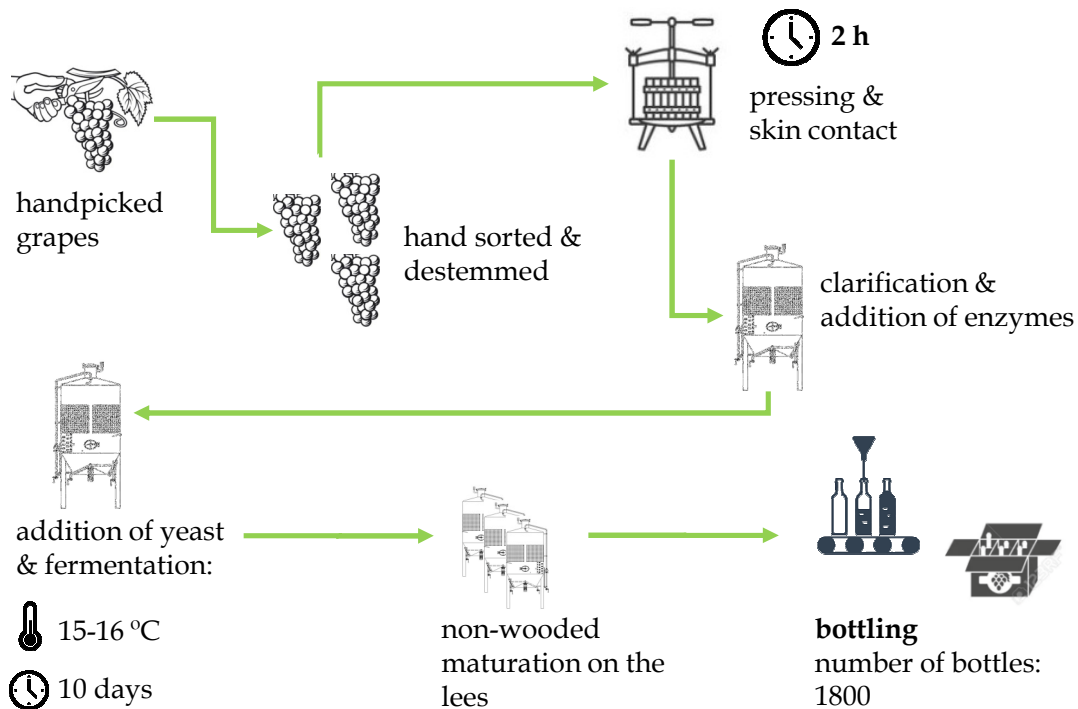 2 h
pressing &
skin contact
handpicked
grapes
hand sorted &
destemmed
clarification &
addition of enzymes
addition of yeast
& fermentation:
15-16 ºC
10 days
non-wooded
maturation on the
lees
bottling
number of bottles:
1800